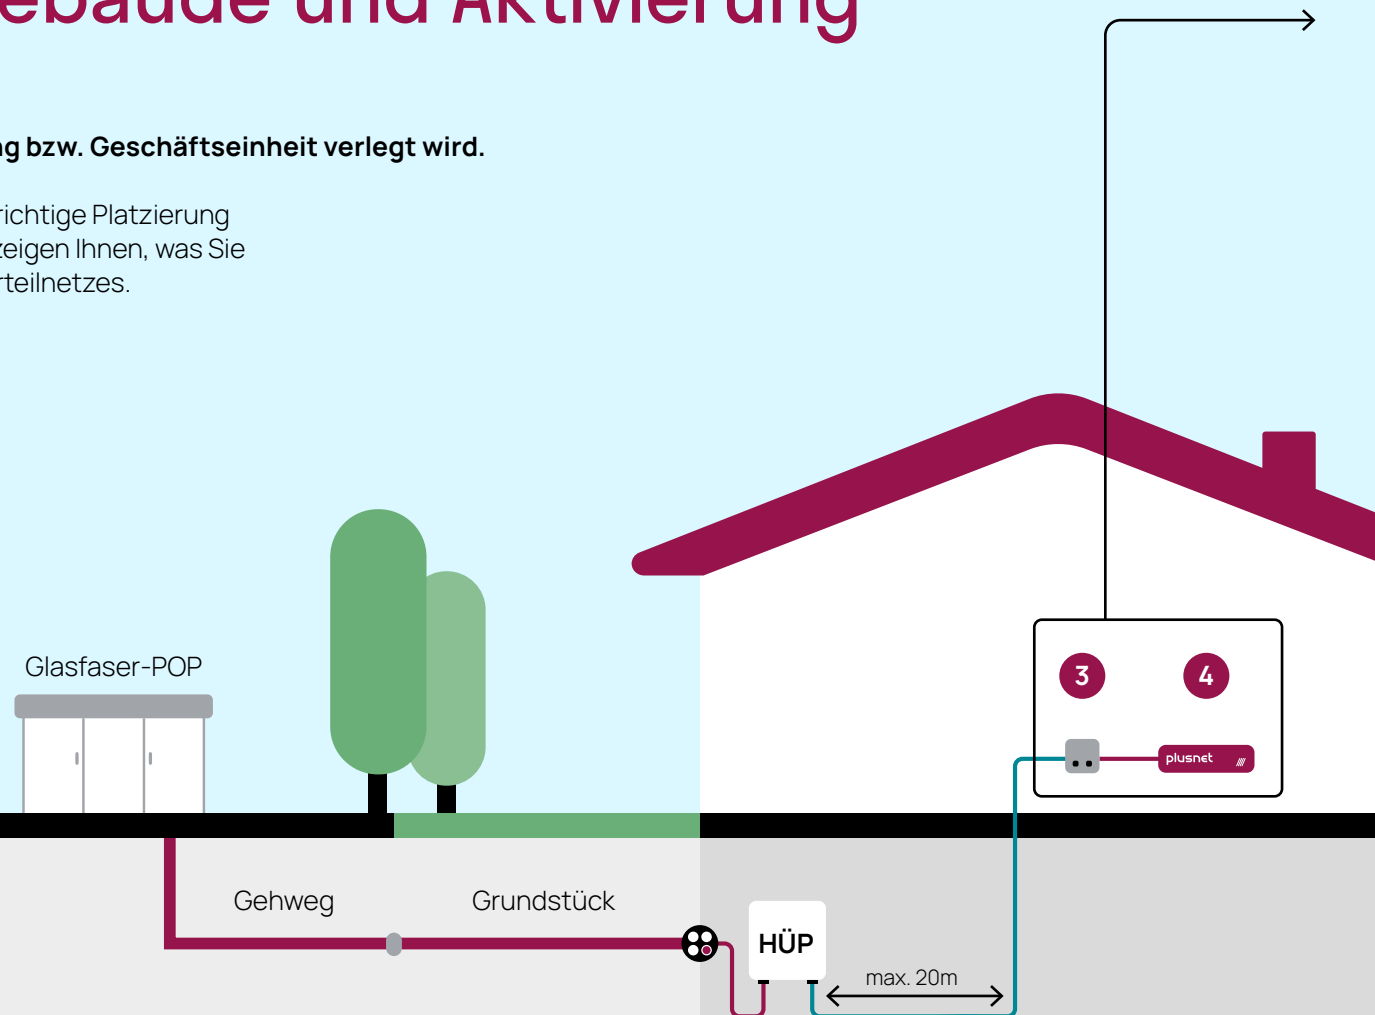 ebäude und Aktivierung
ng bzw. Geschäftseinheit verlegt wird.
richtige Platzierung
zeigen Ihnen, was Sie
rteilnetzes.
Glasfaser-POP
3
4
plusnet
Gehweg
Grundstück
HÜP
max. 20m